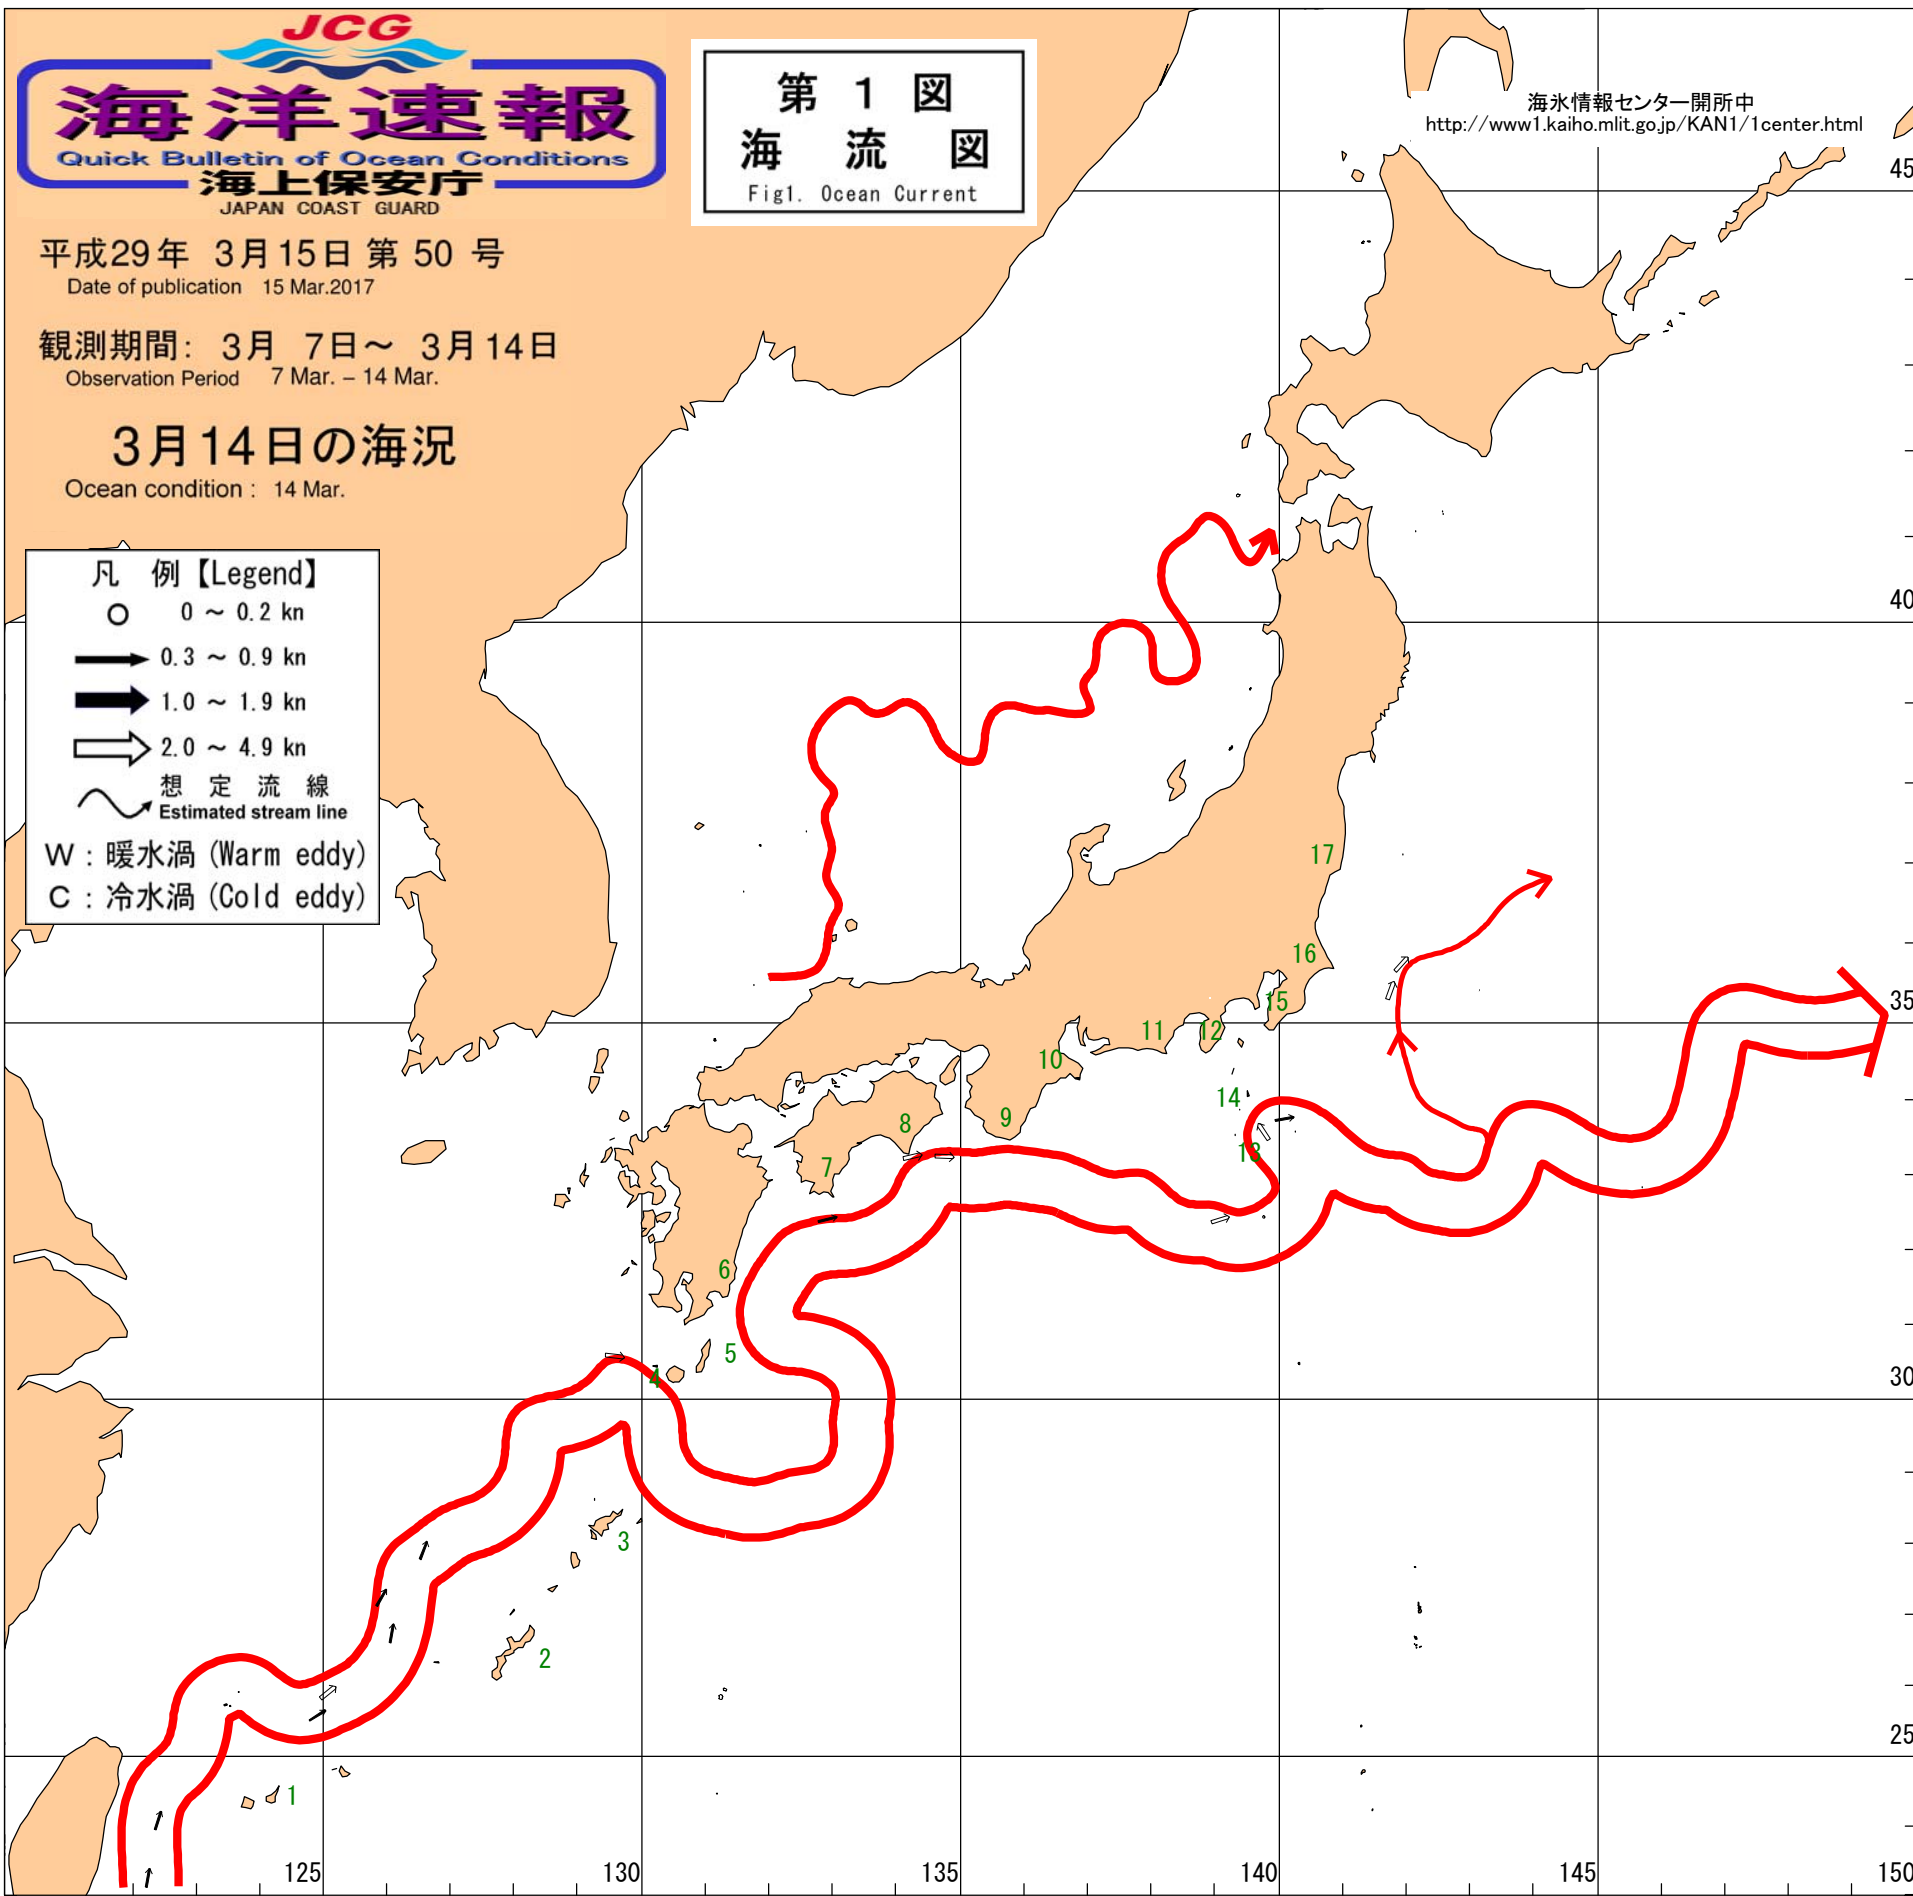 JCG
海洋速報
Quick Bulletin of Ocean Conditions
海上保安庁
JAPAN COAST GUARD
第 1 図
海 流 図
Fig1. Ocean Current
海氷情報センター開所中
http://www1.kaiho.mlit.go.jp/KAN1/1center.html
平成29年 3月15日 第 50 号
Date of publication 15 Mar.2017
観測期間: 3月 7日～ 3月14日
Observation Period 7 Mar. – 14 Mar.
3月14日の海況
Ocean condition : 14 Mar.
凡 例【Legend】
0 ～ 0.2 kn
0.3 ～ 0.9 kn
1.0 ～ 1.9 kn
2.0 ～ 4.9 kn
想 定 流 線
Estimated stream line
W : 暖水渦 (Warm eddy)
C : 冷水渦 (Cold eddy)
45
40
35
30
25
17
16
15
12
11
10
14
13
9
8
7
6
5
4
3
2
1
125
130
135
140
145
150